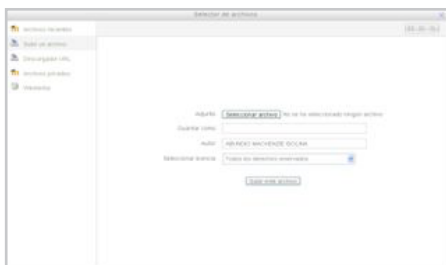 Selector de archivos
Archivos recientes
Subir un archivo
Descargador URL
Archivos privados
Wikimedia
Adjunto: Seleccionar archivo No se ha seleccionado ningún archivo
Guardar como:
Autor:
Seleccionar licencia: Todos los derechos reservados
Subir este archivo